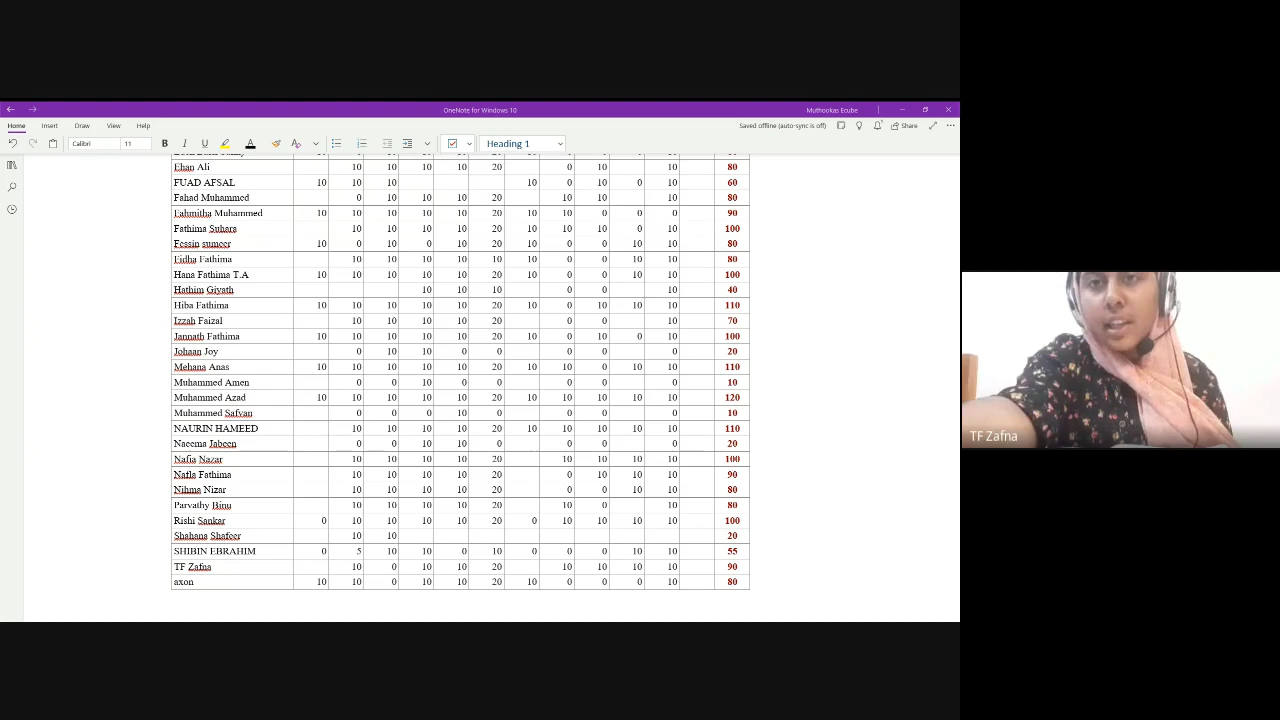 OneNote for Windows 10
Muthookas Ecube
Home Insert Draw View Help
Saved offline (auto-sync is off)
Share
Calibri 11 B I U A Heading 1
Ehan Ali 10 10 10 10 20 0 10 10 80
FUAD AFSAL 10 10 10 10 0 10 0 10 60
Fahad Muhammed 0 10 10 10 20 10 10 10 80
Fahmitha Muhammed 10 10 10 10 10 20 10 10 0 0 0 90
Fathima Suhara 10 10 10 10 20 10 10 10 0 10 100
Fessin sumeer 10 0 10 0 10 20 10 0 0 10 10 80
Fidha Fathima 10 10 10 10 10 10 0 0 10 10 80
Hana Fathima T.A 10 10 10 10 10 20 10 0 0 10 10 100
Hathim Giyath 10 10 10 0 0 10 40
Hiba Fathima 10 10 10 10 10 20 10 0 10 10 10 110
Izzah Faizal 10 10 10 10 20 0 0 10 70
Jannath Fathima 10 10 10 10 10 20 10 0 10 0 10 100
Johaan Joy 0 10 10 0 0 0 0 0 20
Mehana Anas 10 10 10 10 10 20 10 10 0 10 10 110
Muhammed Amen 0 0 10 0 0 0 0 0 10
Muhammed Azad 10 10 10 10 10 20 10 10 10 10 10 120
Muhammed Safvan 0 0 0 10 0 0 0 0 10
NAURIN HAMEED 10 10 10 10 20 10 10 10 10 10 110
Naeema Jabeen 0 0 10 10 0 0 0 0 20
Nafia Nazar 10 10 10 10 20 10 10 10 10 100
Nafla Fathima 10 10 10 10 20 0 10 10 10 90
Nihma Nizar 10 10 10 10 20 0 0 10 10 80
Parvathy Binu 10 10 10 10 20 10 0 10 80
Rishi Sankar 0 10 10 10 10 20 0 10 10 10 10 100
Shahana Shafeer 10 10 20
SHIBIN EBRAHIM 0 5 10 10 0 10 0 0 0 10 10 55
TF Zafna 10 0 10 10 20 10 10 10 10 90
axon 10 10 0 10 10 20 10 0 0 0 10 80
TF Zafna